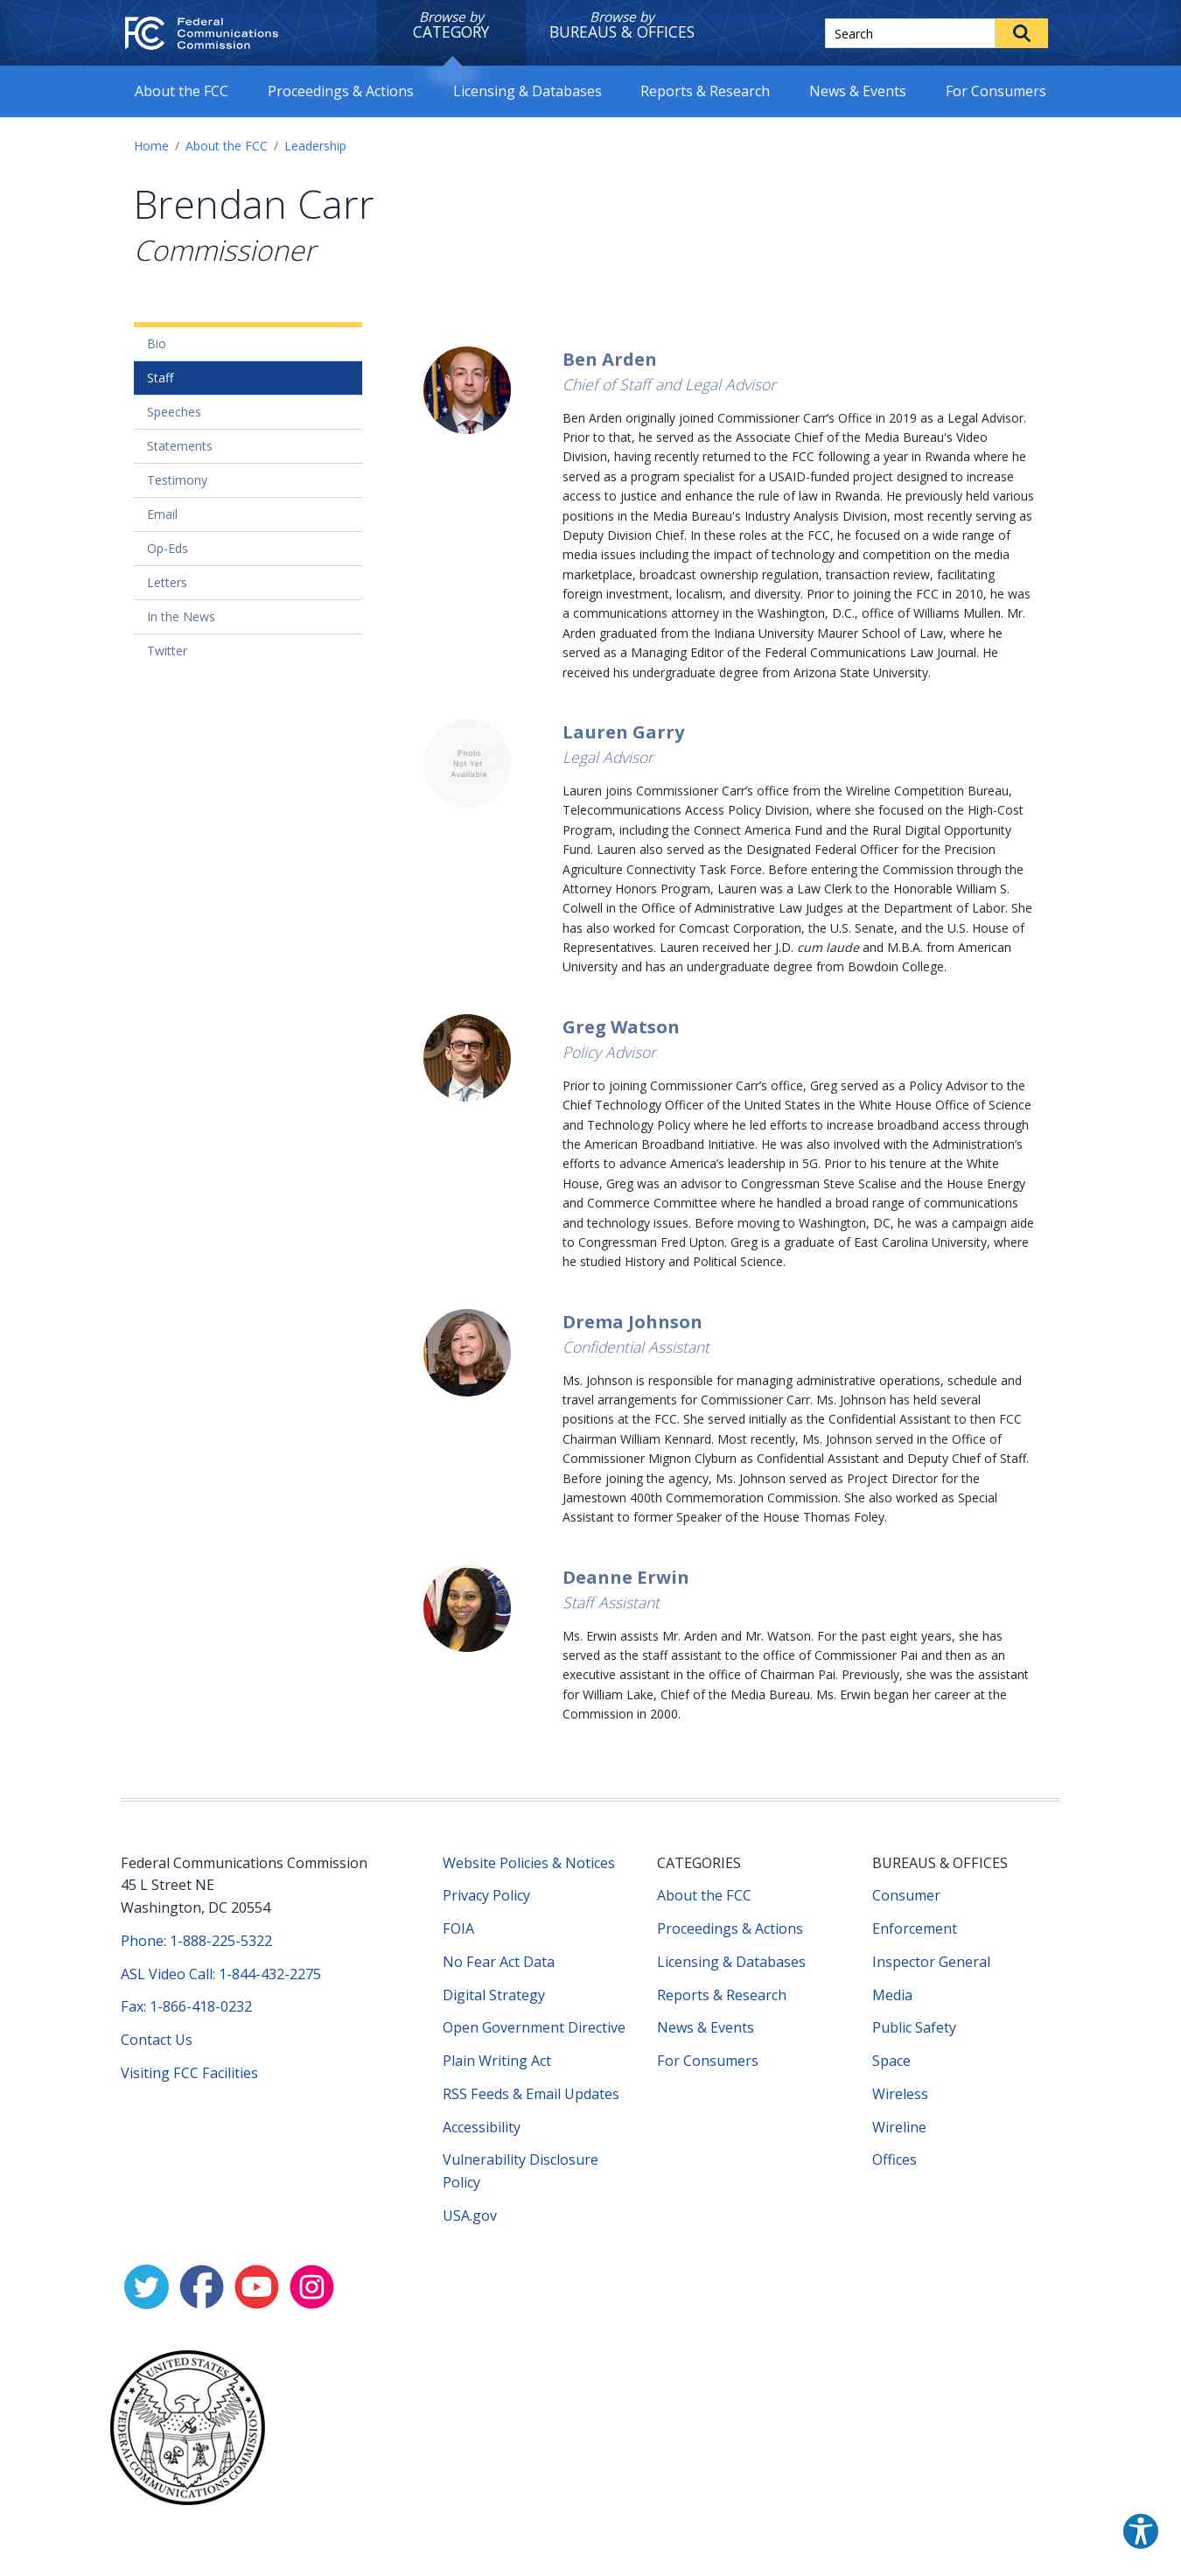 FC Federal
Communications
Commission
Browse by
CATEGORY
Browse by
BUREAUS & OFFICES
Search
About the FCC
Proceedings & Actions
Licensing & Databases
Reports & Research
News & Events
For Consumers
Home / About the FCC / Leadership
Brendan Carr
Commissioner
Bio
Staff
Speeches
Statements
Testimony
Email
Op-Eds
Letters
In the News
Twitter
Ben Arden
Chief of Staff and Legal Advisor
Ben Arden originally joined Commissioner Carr’s Office in 2019 as a Legal Advisor.
Prior to that, he served as the Associate Chief of the Media Bureau's Video
Division, having recently returned to the FCC following a year in Rwanda where he
served as a program specialist for a USAID-funded project designed to increase
access to justice and enhance the rule of law in Rwanda. He previously held various
positions in the Media Bureau's Industry Analysis Division, most recently serving as
Deputy Division Chief. In these roles at the FCC, he focused on a wide range of
media issues including the impact of technology and competition on the media
marketplace, broadcast ownership regulation, transaction review, facilitating
foreign investment, localism, and diversity. Prior to joining the FCC in 2010, he was
a communications attorney in the Washington, D.C., office of Williams Mullen. Mr.
Arden graduated from the Indiana University Maurer School of Law, where he
served as a Managing Editor of the Federal Communications Law Journal. He
received his undergraduate degree from Arizona State University.
Photo
Not Yet
Available
Lauren Garry
Legal Advisor
Lauren joins Commissioner Carr’s office from the Wireline Competition Bureau,
Telecommunications Access Policy Division, where she focused on the High-Cost
Program, including the Connect America Fund and the Rural Digital Opportunity
Fund. Lauren also served as the Designated Federal Officer for the Precision
Agriculture Connectivity Task Force. Before entering the Commission through the
Attorney Honors Program, Lauren was a Law Clerk to the Honorable William S.
Colwell in the Office of Administrative Law Judges at the Department of Labor. She
has also worked for Comcast Corporation, the U.S. Senate, and the U.S. House of
Representatives. Lauren received her J.D. cum laude and M.B.A. from American
University and has an undergraduate degree from Bowdoin College.
Greg Watson
Policy Advisor
Prior to joining Commissioner Carr’s office, Greg served as a Policy Advisor to the
Chief Technology Officer of the United States in the White House Office of Science
and Technology Policy where he led efforts to increase broadband access through
the American Broadband Initiative. He was also involved with the Administration’s
efforts to advance America’s leadership in 5G. Prior to his tenure at the White
House, Greg was an advisor to Congressman Steve Scalise and the House Energy
and Commerce Committee where he handled a broad range of communications
and technology issues. Before moving to Washington, DC, he was a campaign aide
to Congressman Fred Upton. Greg is a graduate of East Carolina University, where
he studied History and Political Science.
Drema Johnson
Confidential Assistant
Ms. Johnson is responsible for managing administrative operations, schedule and
travel arrangements for Commissioner Carr. Ms. Johnson has held several
positions at the FCC. She served initially as the Confidential Assistant to then FCC
Chairman William Kennard. Most recently, Ms. Johnson served in the Office of
Commissioner Mignon Clyburn as Confidential Assistant and Deputy Chief of Staff.
Before joining the agency, Ms. Johnson served as Project Director for the
Jamestown 400th Commemoration Commission. She also worked as Special
Assistant to former Speaker of the House Thomas Foley.
Deanne Erwin
Staff Assistant
Ms. Erwin assists Mr. Arden and Mr. Watson. For the past eight years, she has
served as the staff assistant to the office of Commissioner Pai and then as an
executive assistant in the office of Chairman Pai. Previously, she was the assistant
for William Lake, Chief of the Media Bureau. Ms. Erwin began her career at the
Commission in 2000.
Federal Communications Commission
45 L Street NE
Washington, DC 20554
Phone: 1-888-225-5322
ASL Video Call: 1-844-432-2275
Fax: 1-866-418-0232
Contact Us
Visiting FCC Facilities
Website Policies & Notices
Privacy Policy
FOIA
No Fear Act Data
Digital Strategy
Open Government Directive
Plain Writing Act
RSS Feeds & Email Updates
Accessibility
Vulnerability Disclosure
Policy
USA.gov
CATEGORIES
About the FCC
Proceedings & Actions
Licensing & Databases
Reports & Research
News & Events
For Consumers
BUREAUS & OFFICES
Consumer
Enforcement
Inspector General
Media
Public Safety
Space
Wireless
Wireline
Offices
UNITED STATES
FEDERAL COMMUNICATIONS COMMISSION